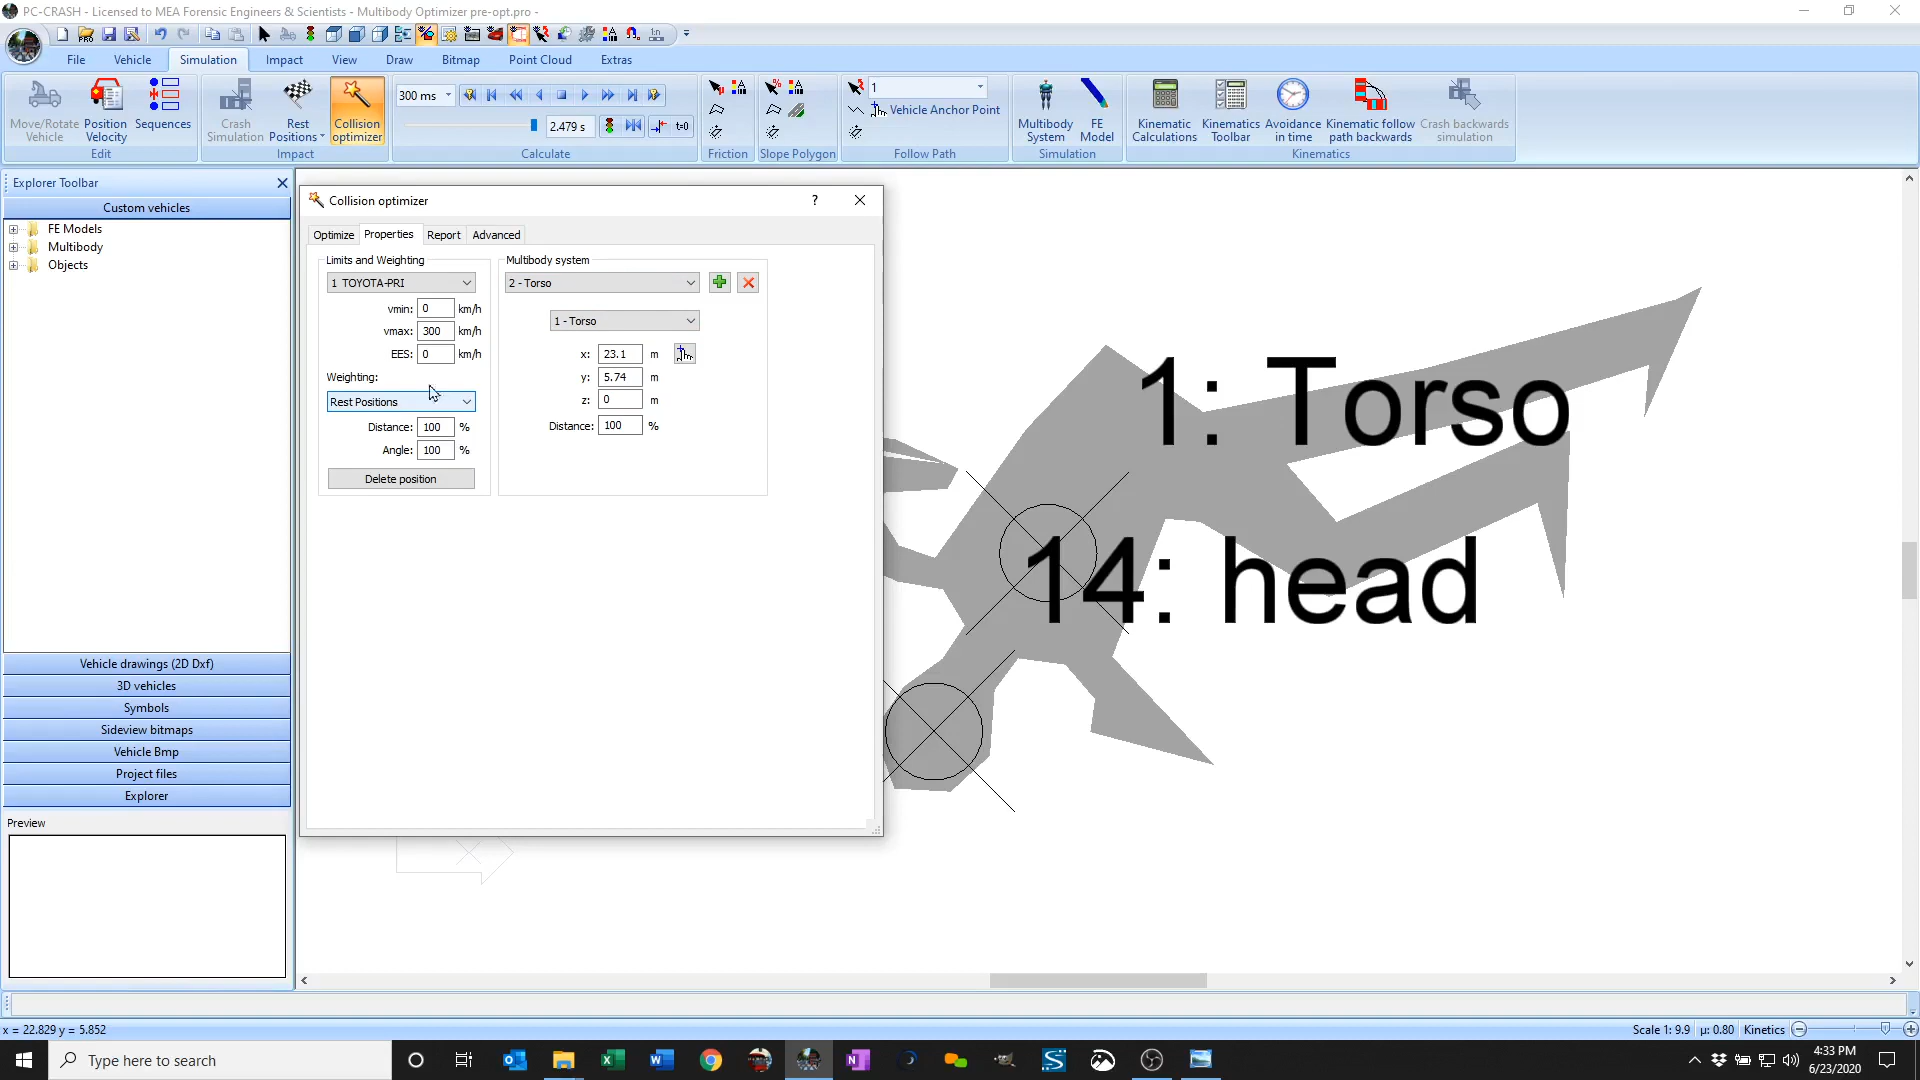 PC-CRASH - Licensed to MEA Forensic Engineers & Scientists - Multibody Optimizer pre-opt.pro -
File Vehicle Simulation Impact View Draw Bitmap Point Cloud Extras
Move/Rotate Vehicle
Position Velocity
Sequences
Edit
Crash Simulation
Rest Positions
Collision optimizer
Impact
300 ms
2.479 s
t=0
Calculate
Friction
Slope Polygon
1
Vehicle Anchor Point
Follow Path
Multibody System
FE Model
Simulation
Kinematic Calculations
Kinematics Toolbar
Avoidance in time
Kinematic follow path backwards
Crash backwards simulation
Kinematics
Explorer Toolbar
Custom vehicles
FE Models
Multibody
Objects
Vehicle drawings (2D Dxf)
3D vehicles
Symbols
Sideview bitmaps
Vehicle Bmp
Project files
Explorer
Preview
Collision optimizer
?
Optimize Properties Report Advanced
Limits and Weighting
1 TOYOTA-PRI
vmin: 0 km/h
vmax: 300 km/h
EES: 0 km/h
Weighting:
Rest Positions
Distance: 100 %
Angle: 100 %
Delete position
Multibody system
2 - Torso
1 - Torso
x: 23.1 m
y: 5.74 m
z: 0 m
Distance: 100 %
1: Torso
14: head
x = 22.829 y = 5.852
Scale 1: 9.9 µ: 0.80 Kinetics
Type here to search
4:33 PM
6/23/2020